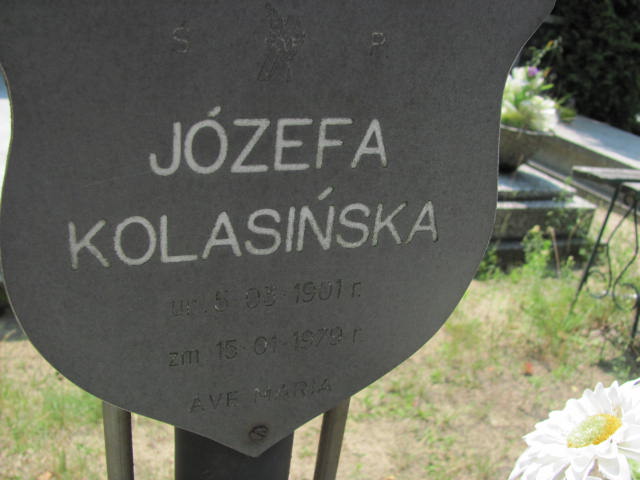 Ś P
JÓZEFA
KOLASIŃSKA
ur. 5-03-1901 r.
zm. 15-01-1979 r.
AVE MARIA